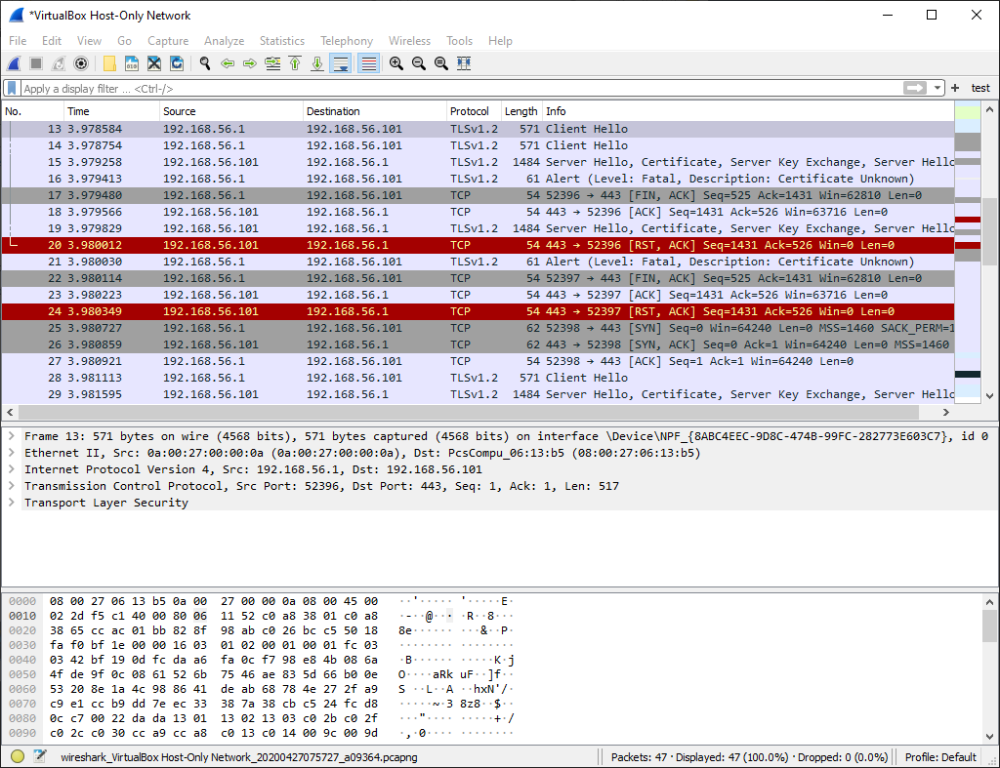 *VirtualBox Host-Only Network
File Edit View Go Capture Analyze Statistics Telephony Wireless Tools Help
Apply a display filter ... <Ctrl-/> + test
No. Time Source Destination Protocol Length Info
13 3.978584 192.168.56.1 192.168.56.101 TLSv1.2 571 Client Hello
14 3.978754 192.168.56.1 192.168.56.101 TLSv1.2 571 Client Hello
15 3.979258 192.168.56.101 192.168.56.1 TLSv1.2 1484 Server Hello, Certificate, Server Key Exchange, Server Hello
16 3.979413 192.168.56.1 192.168.56.101 TLSv1.2 61 Alert (Level: Fatal, Description: Certificate Unknown)
17 3.979480 192.168.56.1 192.168.56.101 TCP 54 52396 → 443 [FIN, ACK] Seq=525 Ack=1431 Win=62810 Len=0
18 3.979566 192.168.56.101 192.168.56.1 TCP 54 443 → 52396 [ACK] Seq=1431 Ack=526 Win=63716 Len=0
19 3.979829 192.168.56.101 192.168.56.1 TLSv1.2 1484 Server Hello, Certificate, Server Key Exchange, Server Hello
20 3.980012 192.168.56.101 192.168.56.1 TCP 54 443 → 52396 [RST, ACK] Seq=1431 Ack=526 Win=0 Len=0
21 3.980030 192.168.56.1 192.168.56.101 TLSv1.2 61 Alert (Level: Fatal, Description: Certificate Unknown)
22 3.980114 192.168.56.1 192.168.56.101 TCP 54 52397 → 443 [FIN, ACK] Seq=525 Ack=1431 Win=62810 Len=0
23 3.980223 192.168.56.101 192.168.56.1 TCP 54 443 → 52397 [ACK] Seq=1431 Ack=526 Win=63716 Len=0
24 3.980349 192.168.56.101 192.168.56.1 TCP 54 443 → 52397 [RST, ACK] Seq=1431 Ack=526 Win=0 Len=0
25 3.980727 192.168.56.1 192.168.56.101 TCP 62 52398 → 443 [SYN] Seq=0 Win=64240 Len=0 MSS=1460 SACK_PERM=1
26 3.980859 192.168.56.101 192.168.56.1 TCP 62 443 → 52398 [SYN, ACK] Seq=0 Ack=1 Win=64240 Len=0 MSS=1460
27 3.980921 192.168.56.1 192.168.56.101 TCP 54 52398 → 443 [ACK] Seq=1 Ack=1 Win=64240 Len=0
28 3.981113 192.168.56.1 192.168.56.101 TLSv1.2 571 Client Hello
29 3.981595 192.168.56.101 192.168.56.1 TLSv1.2 1484 Server Hello, Certificate, Server Key Exchange, Server Hello
Frame 13: 571 bytes on wire (4568 bits), 571 bytes captured (4568 bits) on interface \Device\NPF_{8ABC4EEC-9D8C-474B-99FC-282773E603C7}, id 0
Ethernet II, Src: 0a:00:27:00:00:0a (0a:00:27:00:00:0a), Dst: PcsCompu_06:13:b5 (08:00:27:06:13:b5)
Internet Protocol Version 4, Src: 192.168.56.1, Dst: 192.168.56.101
Transmission Control Protocol, Src Port: 52396, Dst Port: 443, Seq: 1, Ack: 1, Len: 517
Transport Layer Security
0000 08 00 27 06 13 b5 0a 00 27 00 00 0a 08 00 45 00 ··'····· '·····E·
0010 02 2d f5 c1 40 00 80 06 11 52 c0 a8 38 01 c0 a8 ·-··@··· ·R··8···
0020 38 65 cc ac 01 bb 82 8f 98 ab c0 26 bc c5 50 18 8e······ ···&··P·
0030 fa f0 bf 1e 00 00 16 03 01 02 00 01 00 01 fc 03 ········ ········
0040 03 42 bf 19 0d fc da a6 fa 0c f7 98 e8 4b 08 6a ·B······ ·····K·j
0050 4f de 9f 0c 08 61 52 6b 75 46 ae 83 5d 66 b0 0e O····aRk uF··]f··
0060 53 20 8e 1a 4c 98 86 41 de ab 68 78 4e 27 2f a9 S ··L··A ··hxN'/·
0070 c9 e1 cc b9 dd 7e ec 33 38 7a 38 cb c5 24 fc d8 ·····~·3 8z8··$··
0080 0c c7 00 22 da da 13 01 13 02 13 03 c0 2b c0 2f ···"···· ·····+·/
0090 c0 2c c0 30 cc a9 cc a8 c0 13 c0 14 00 9c 00 9d ·,·0···· ········
wireshark_VirtualBox Host-Only Network_20200427075727_a09364.pcapng Packets: 47 · Displayed: 47 (100.0%) · Dropped: 0 (0.0%) Profile: Default